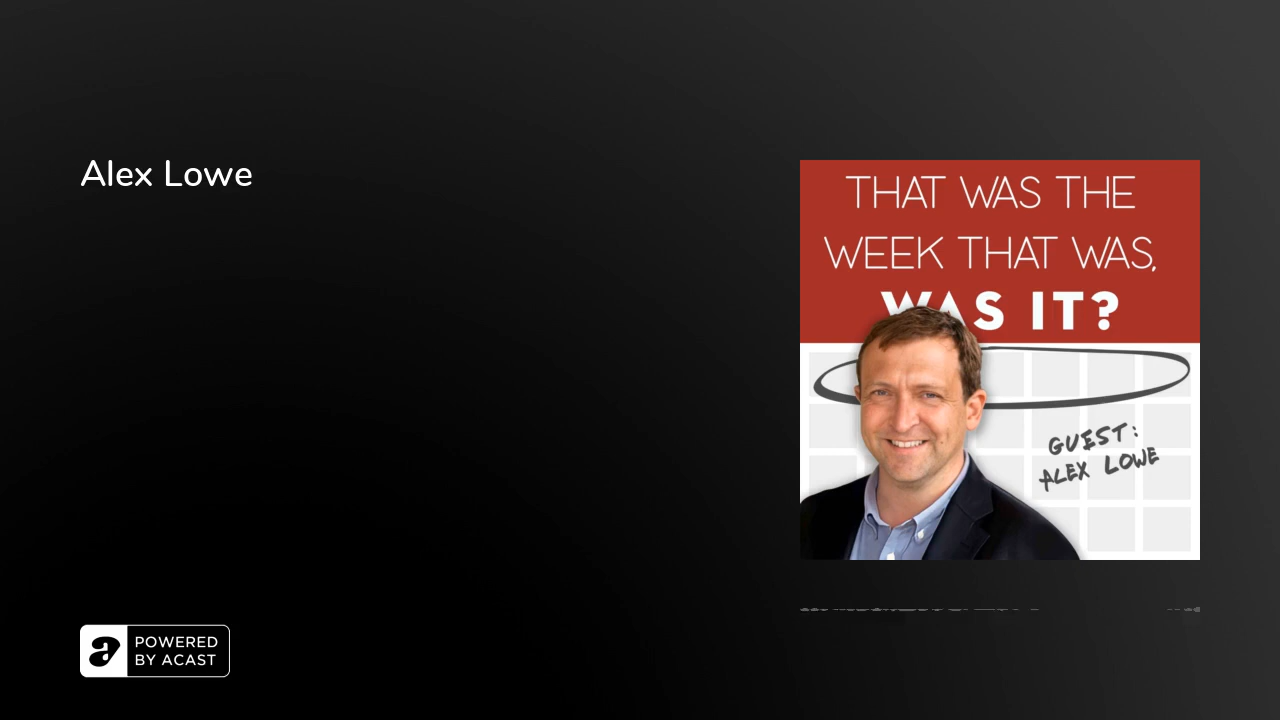 Alex Lowe
THAT WAS THE
WEEK THAT WAS,
WAS IT?
GUEST:
ALEX LOWE
POWERED
BY ACAST